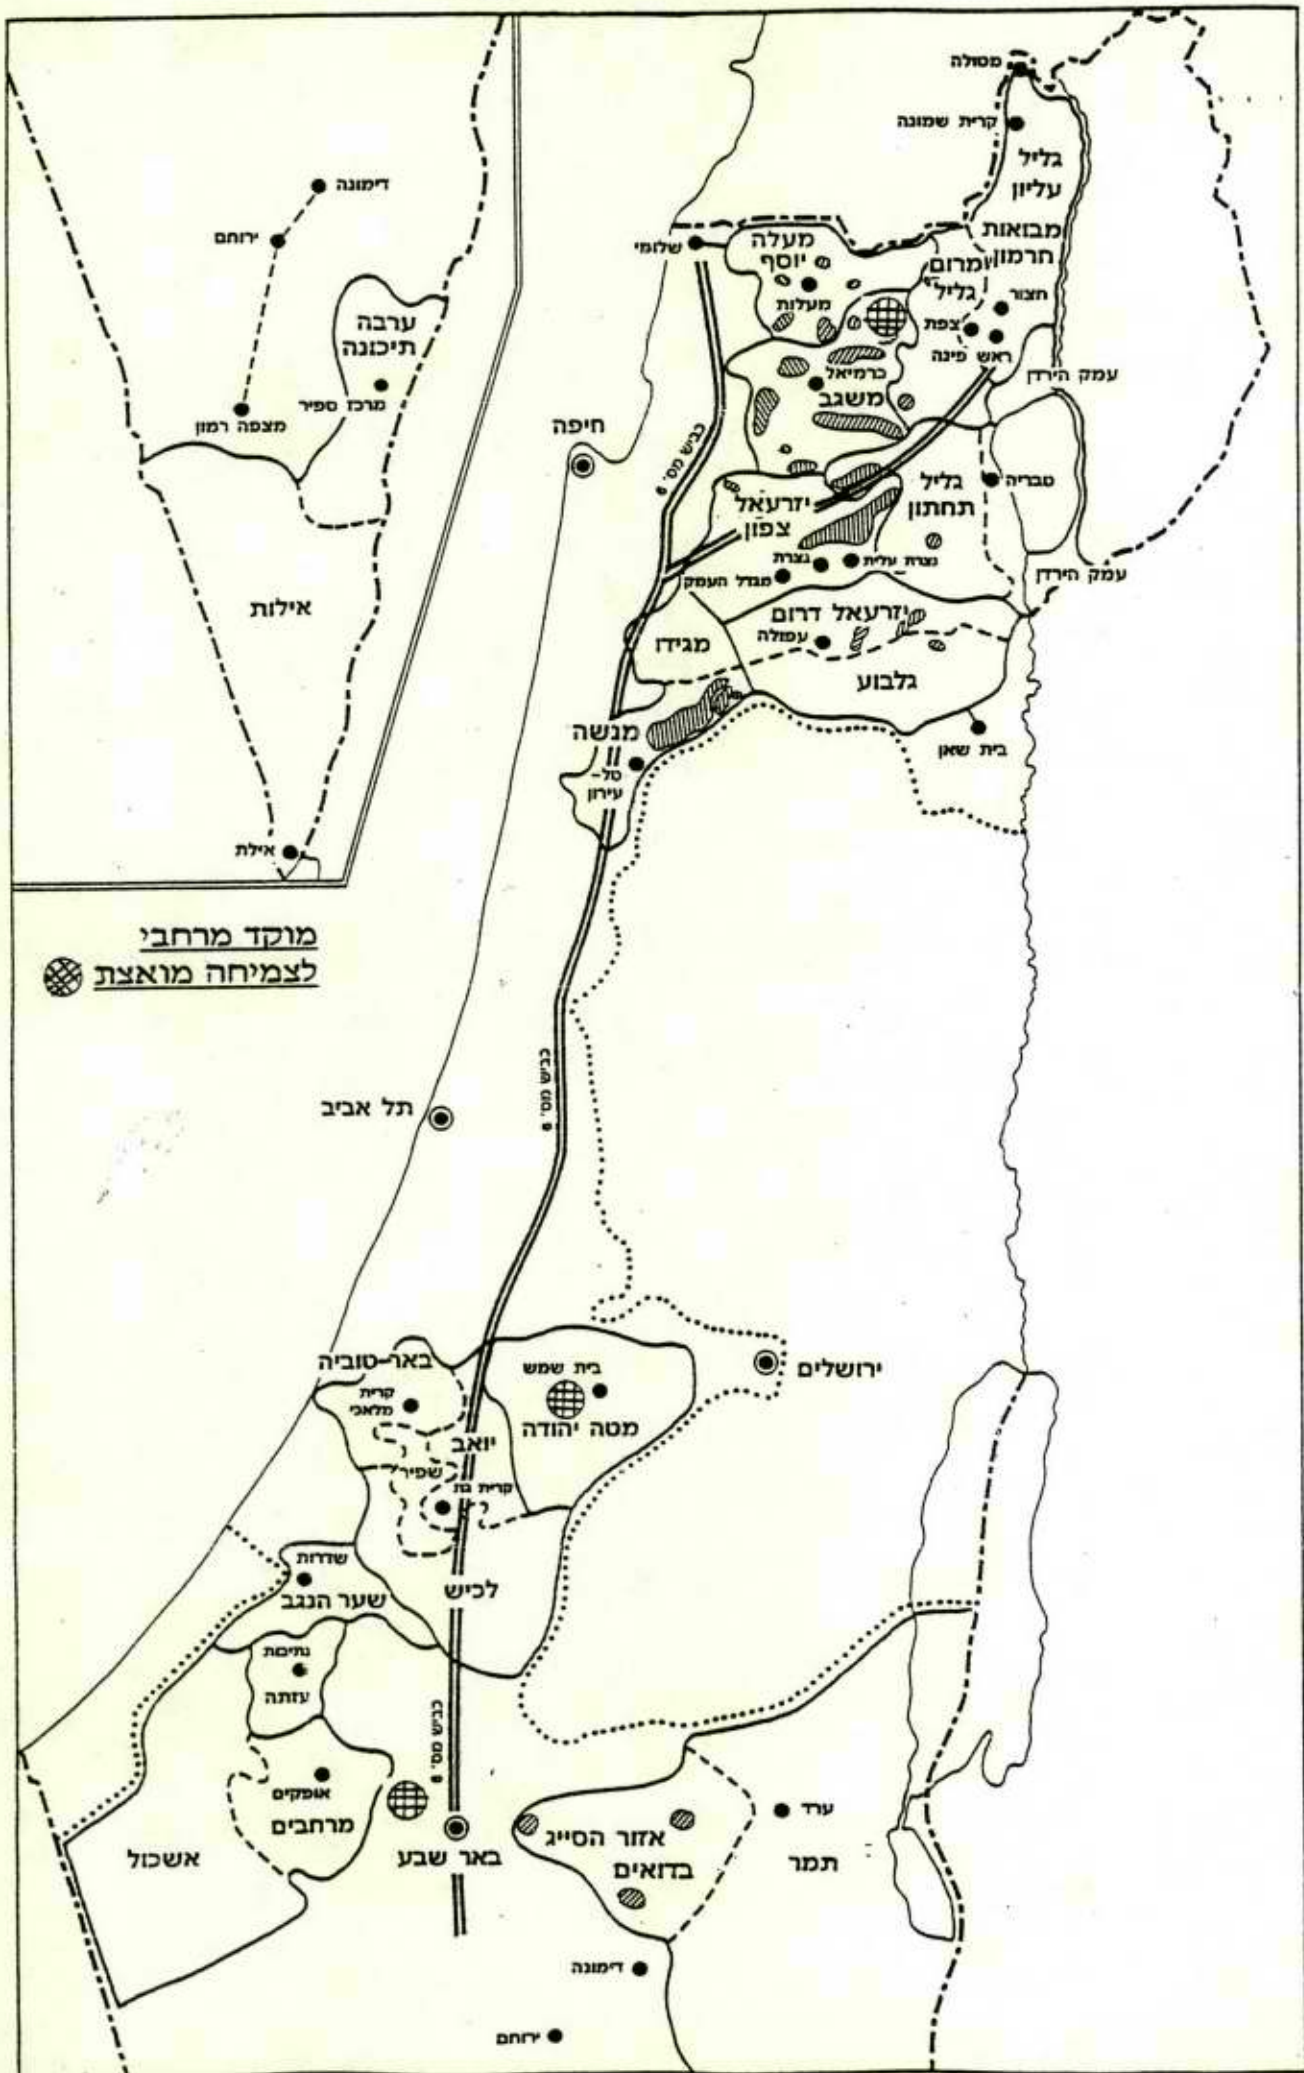 מטולה
קרית שמונה
גליל
עליון
מבואות
חרמון
מעלה
יוסף
שלומי
מרום
גליל
מעלות
חצור
צפת
ראש פינה
עמק הירדן
כרמיאל
משגב
כביש מס' 6
חיפה
גליל
תחתון
טבריה
יזרעאל
צפון
נצרת
נצרת עלית
מגדל העמק
עמק הירדן
יזרעאל דרום
עפולה
מגידו
גלבוע
בית שאן
מנשה
טל-
עירון
דימונה
ירוחם
ערבה
תיכונה
מרכז ספיר
מצפה רמון
אילות
אילת
מוקד מרחבי
לצמיחה מואצת
כביש מס' 6
תל אביב
ירושלים
באר-טוביה
קרית
מלאכי
בית שמש
מטה יהודה
יואב
שפיר
קרית גת
לכיש
שדרות
שער הנגב
נתיבות
עזתה
כביש מס' 6
אופקים
מרחבים
אשכול
באר שבע
אזור הסייג
בדואים
ערד
תמר
דימונה
ירוחם